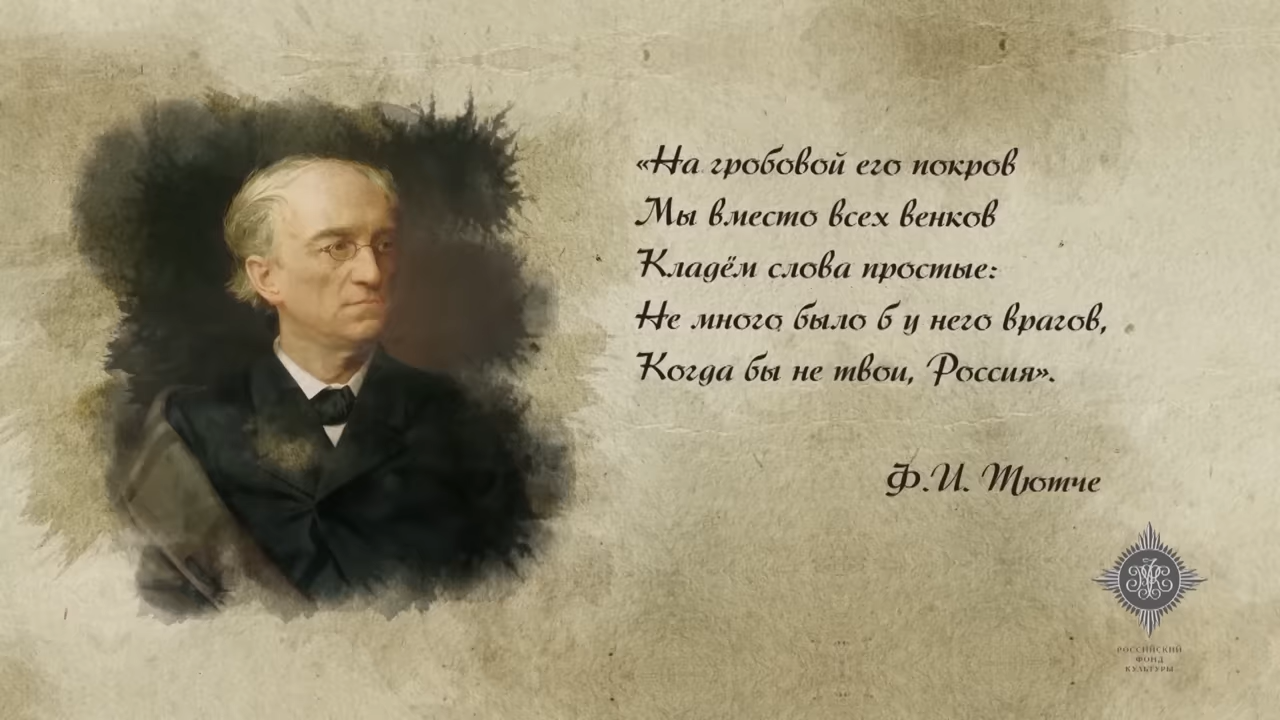 «На гробовой его покров
Мы вместо всех венков
Кладём слова простые:
Не много было б у него врагов,
Когда бы не твои, Россия».
Ф.И. Тютче
РОССИЙСКИЙ
ФОНД
КУЛЬТУРЫ